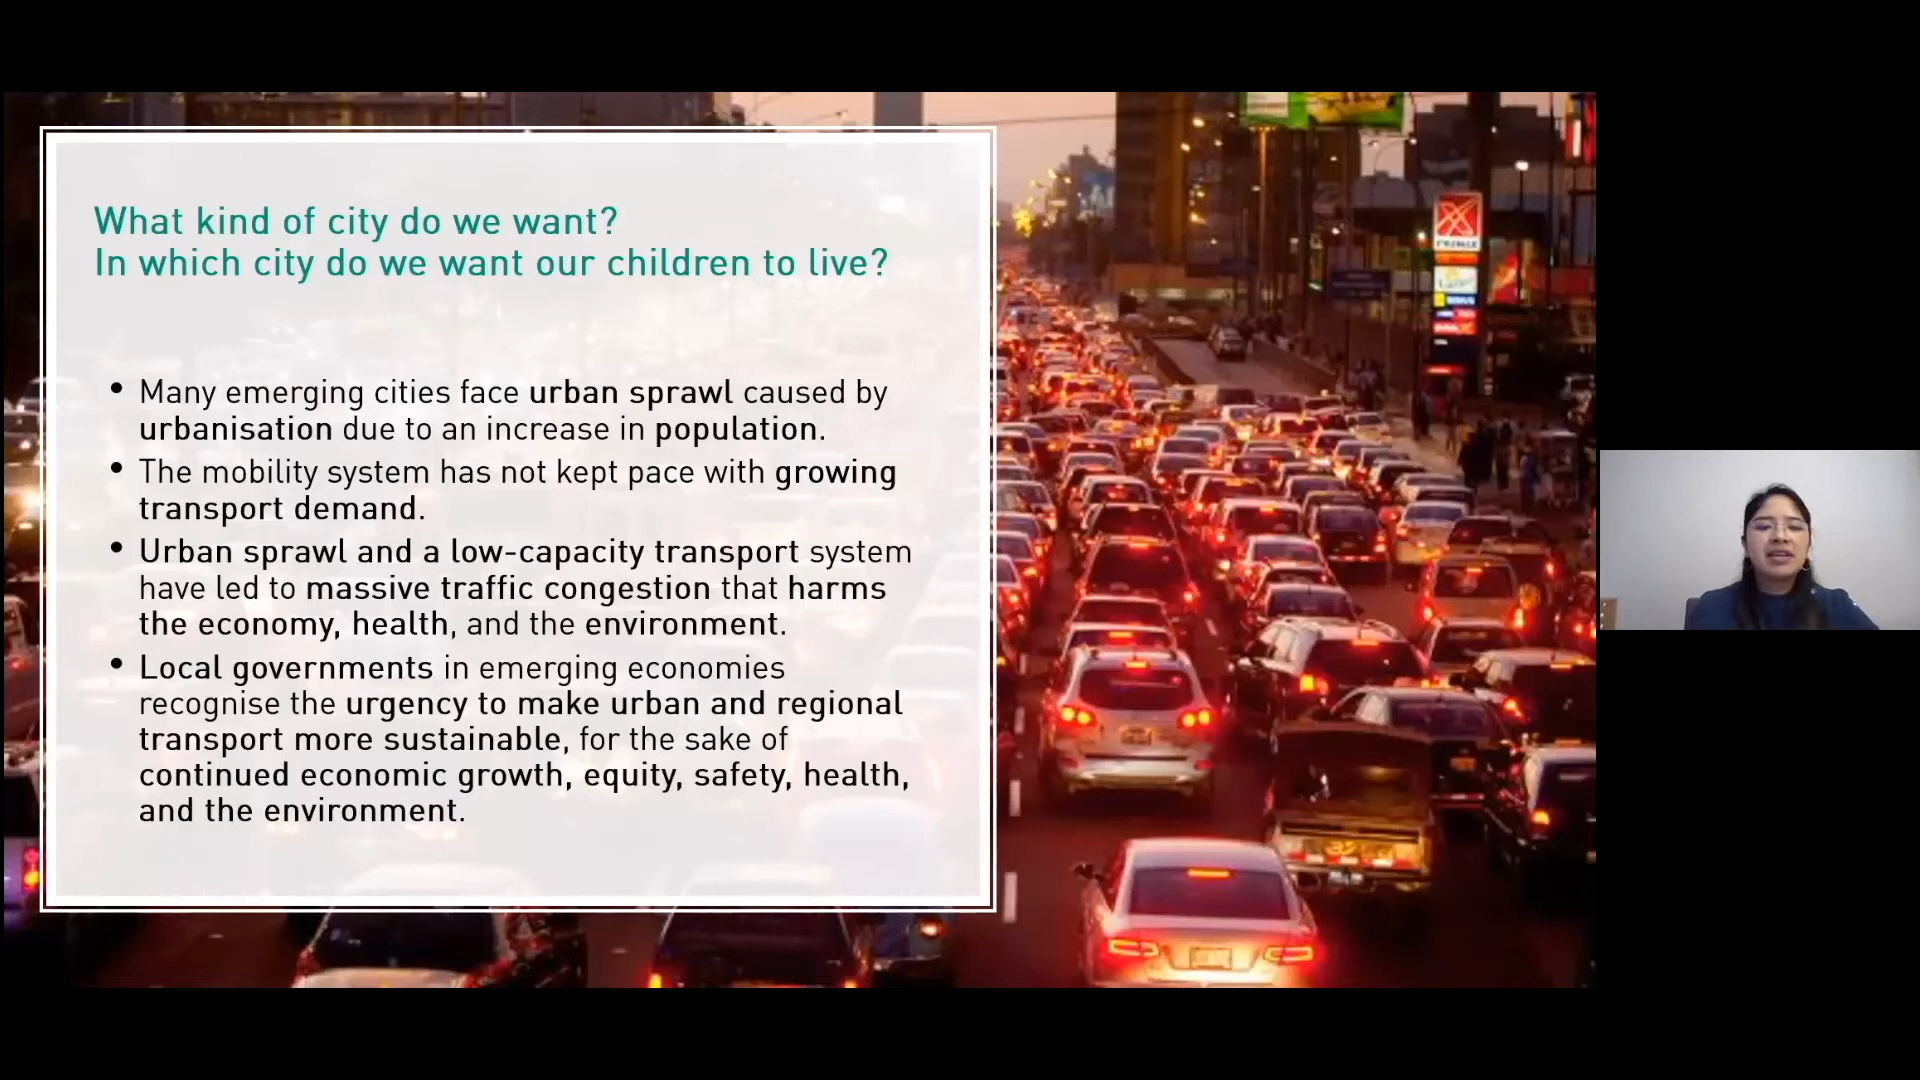 What kind of city do we want?
In which city do we want our children to live?
• Many emerging cities face urban sprawl caused by
urbanisation due to an increase in population.
• The mobility system has not kept pace with growing
transport demand.
• Urban sprawl and a low-capacity transport system
have led to massive traffic congestion that harms
the economy, health, and the environment.
• Local governments in emerging economies
recognise the urgency to make urban and regional
transport more sustainable, for the sake of
continued economic growth, equity, safety, health,
and the environment.